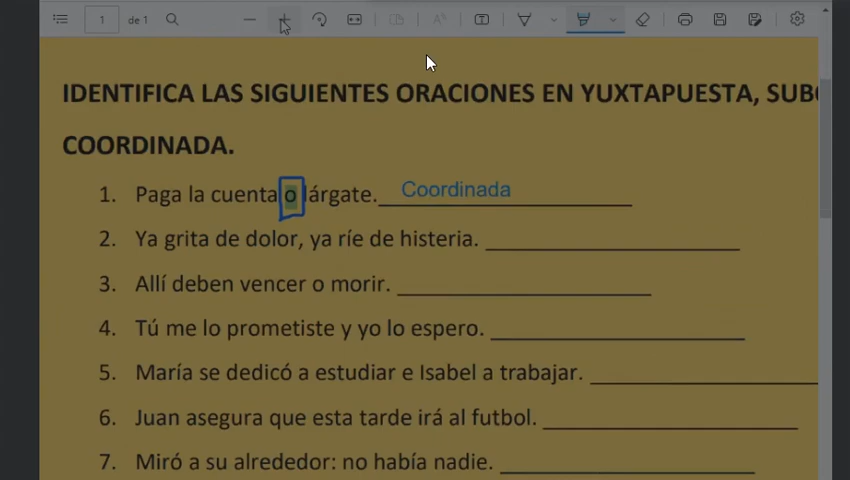 1 de 1
IDENTIFICA LAS SIGUIENTES ORACIONES EN YUXTAPUESTA,
COORDINADA.
1. Paga la cuenta o lárgate. Coordinada
2. Ya grita de dolor, ya ríe de histeria.
3. Allí deben vencer o morir.
4. Tú me lo prometiste y yo lo espero.
5. María se dedicó a estudiar e Isabel a trabajar.
6. Juan asegura que esta tarde irá al futbol.
7. Miró a su alrededor: no había nadie.